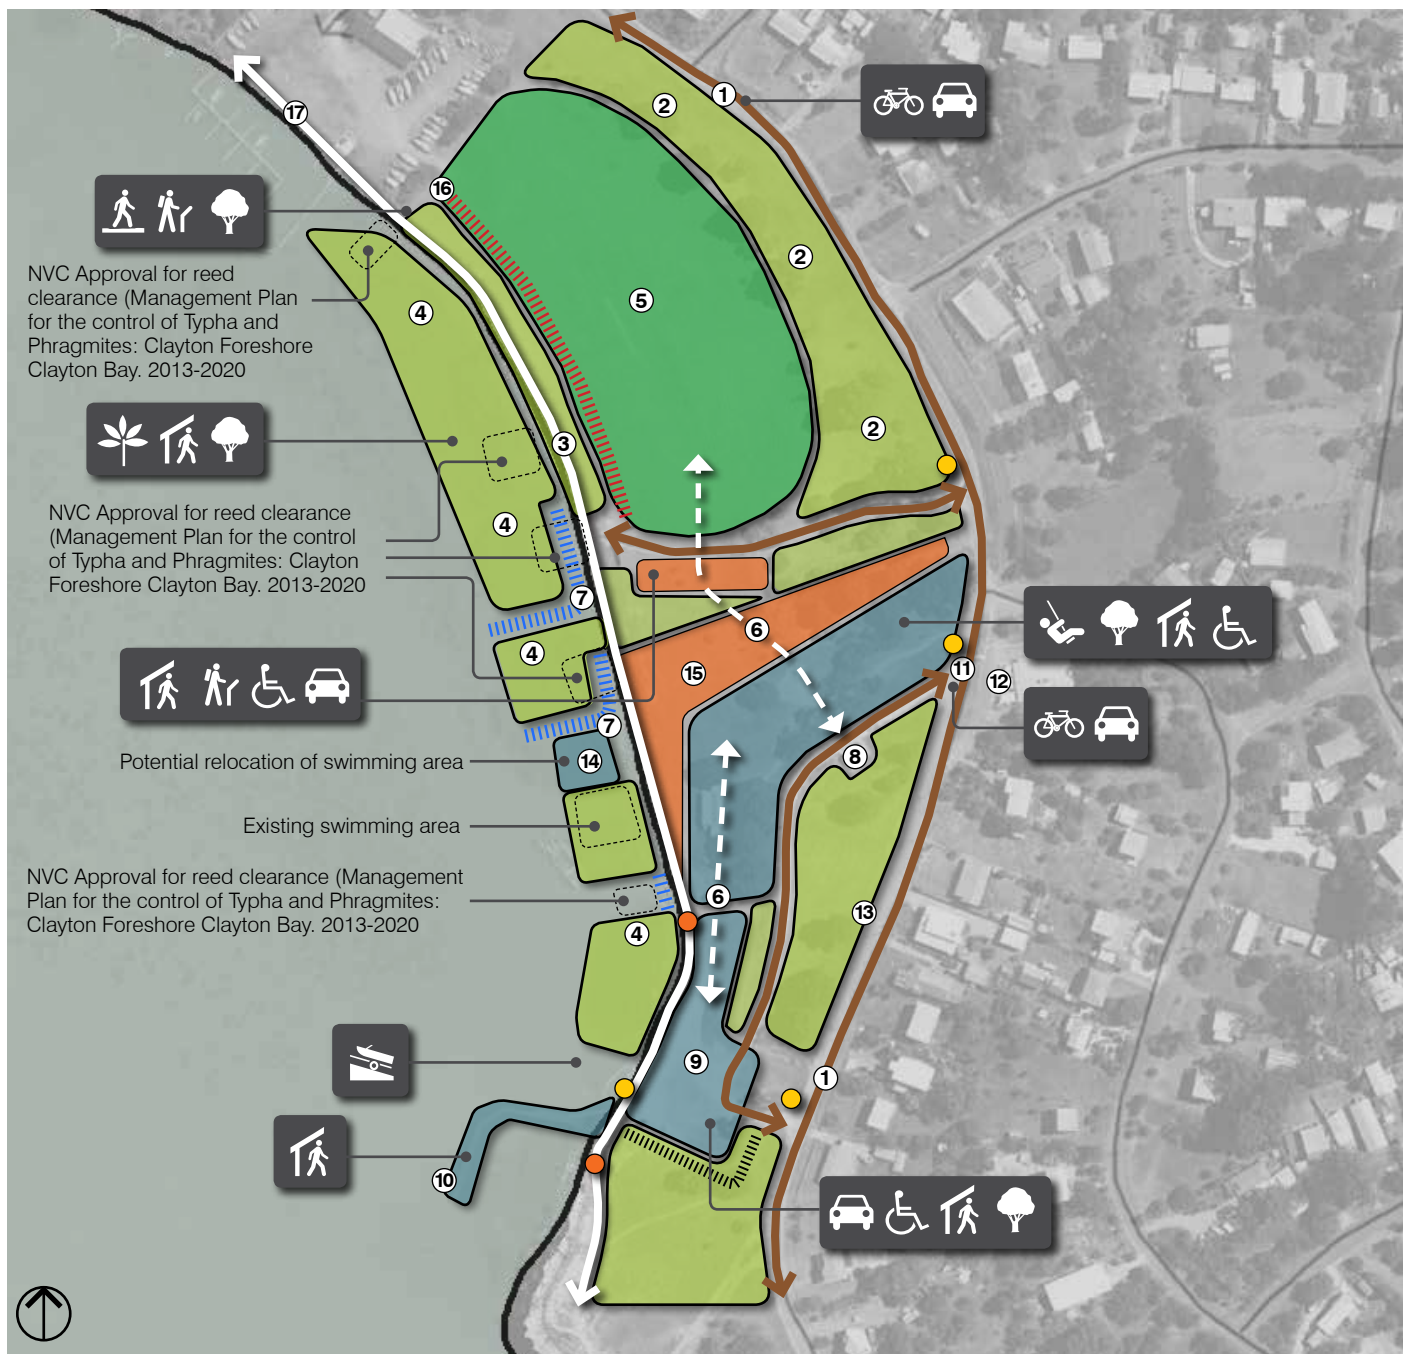 1
2
17
16
2
NVC Approval for reed
clearance (Management Plan
for the control of Typha and
Phragmites: Clayton Foreshore
Clayton Bay. 2013-2020
4
5
2
3
NVC Approval for reed clearance
(Management Plan for the control
of Typha and Phragmites: Clayton
Foreshore Clayton Bay. 2013-2020
4
7
6
4
11
12
15
7
8
Potential relocation of swimming area
14
Existing swimming area
NVC Approval for reed clearance (Management
Plan for the control of Typha and Phragmites:
Clayton Foreshore Clayton Bay. 2013-2020
6
13
4
9
1
10